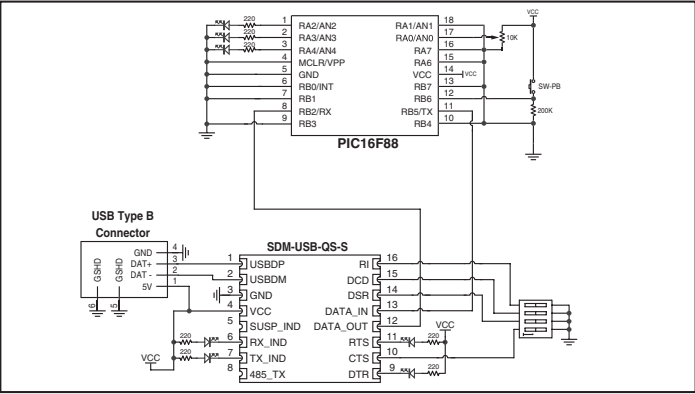 VCC
220
220
220
1 RA2/AN2 RA1/AN1 18
2 RA3/AN3 RA0/AN0 17
3 RA4/AN4 RA7 16
4 MCLR/VPP RA6 15
5 GND VCC 14 VCC
6 RB0/INT RB7 13
7 RB1 RB6 12
8 RB2/RX RB5/TX 11
9 RB3 RB4 10
10K
SW-PB
200K
PIC16F88
USB Type B
Connector
GND 4
DAT+ 3
DAT - 2
5V 1
GSHD GSHD
6 5
SDM-USB-QS-S
1 USBDP RI 16
2 USBDM DCD 15
3 GND DSR 14
4 VCC DATA_IN 13
5 SUSP_IND DATA_OUT 12
6 RX_IND RTS 11
7 TX_IND CTS 10
8 485_TX DTR 9
220
220
VCC
VCC
220
220